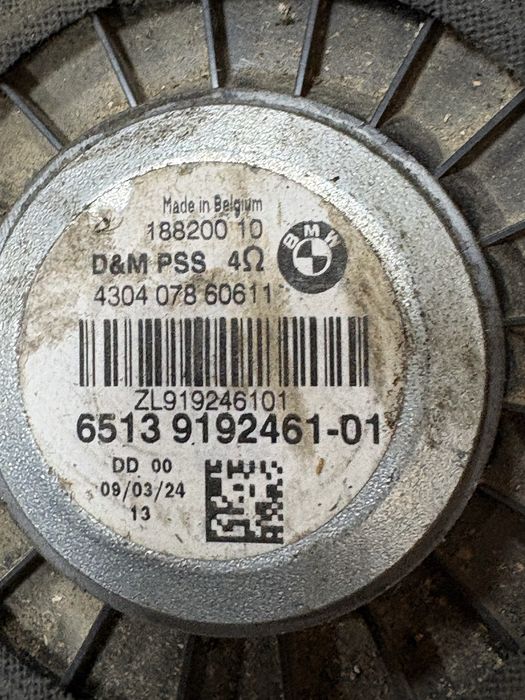 Made in Belgium
188200 10
D&M PSS 4Ω
BMW
4304 078 60611
ZL919246101
6513 9192461-01
DD 00
09/03/24
13